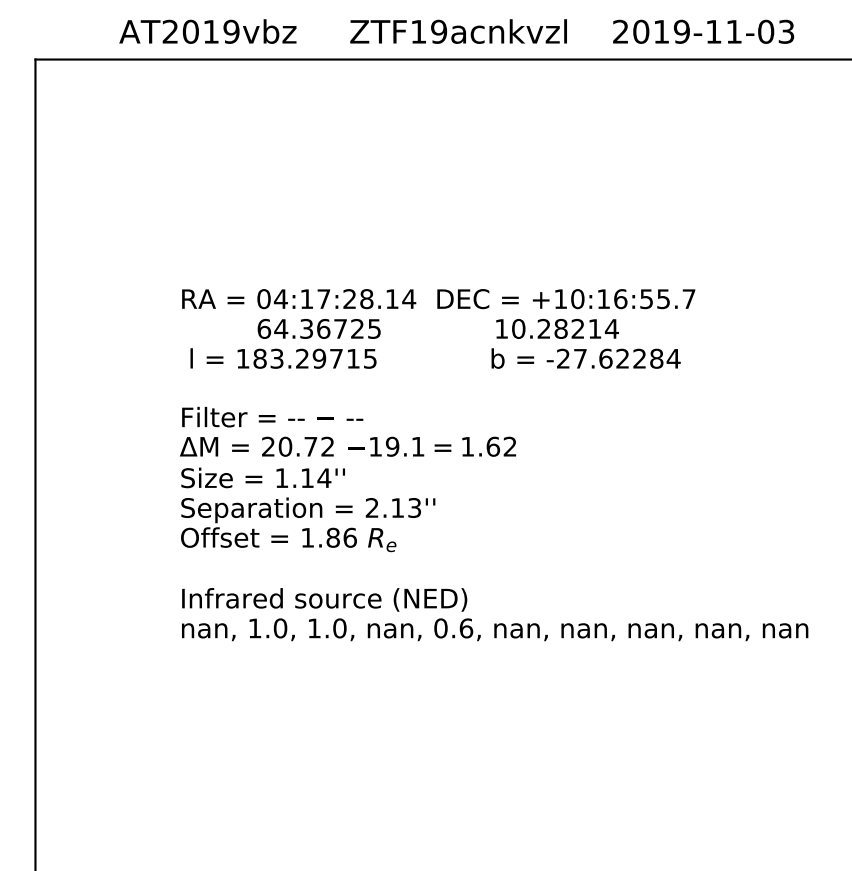 AT2019vbz ZTF19acnkvzl 2019-11-03
RA = 04:17:28.14 DEC = +10:16:55.7
64.36725 10.28214
l = 183.29715 b = -27.62284
Filter = -- − --
ΔM = 20.72 −19.1 = 1.62
Size = 1.14''
Separation = 2.13''
Offset = 1.86 Rₑ
Infrared source (NED)
nan, 1.0, 1.0, nan, 0.6, nan, nan, nan, nan, nan